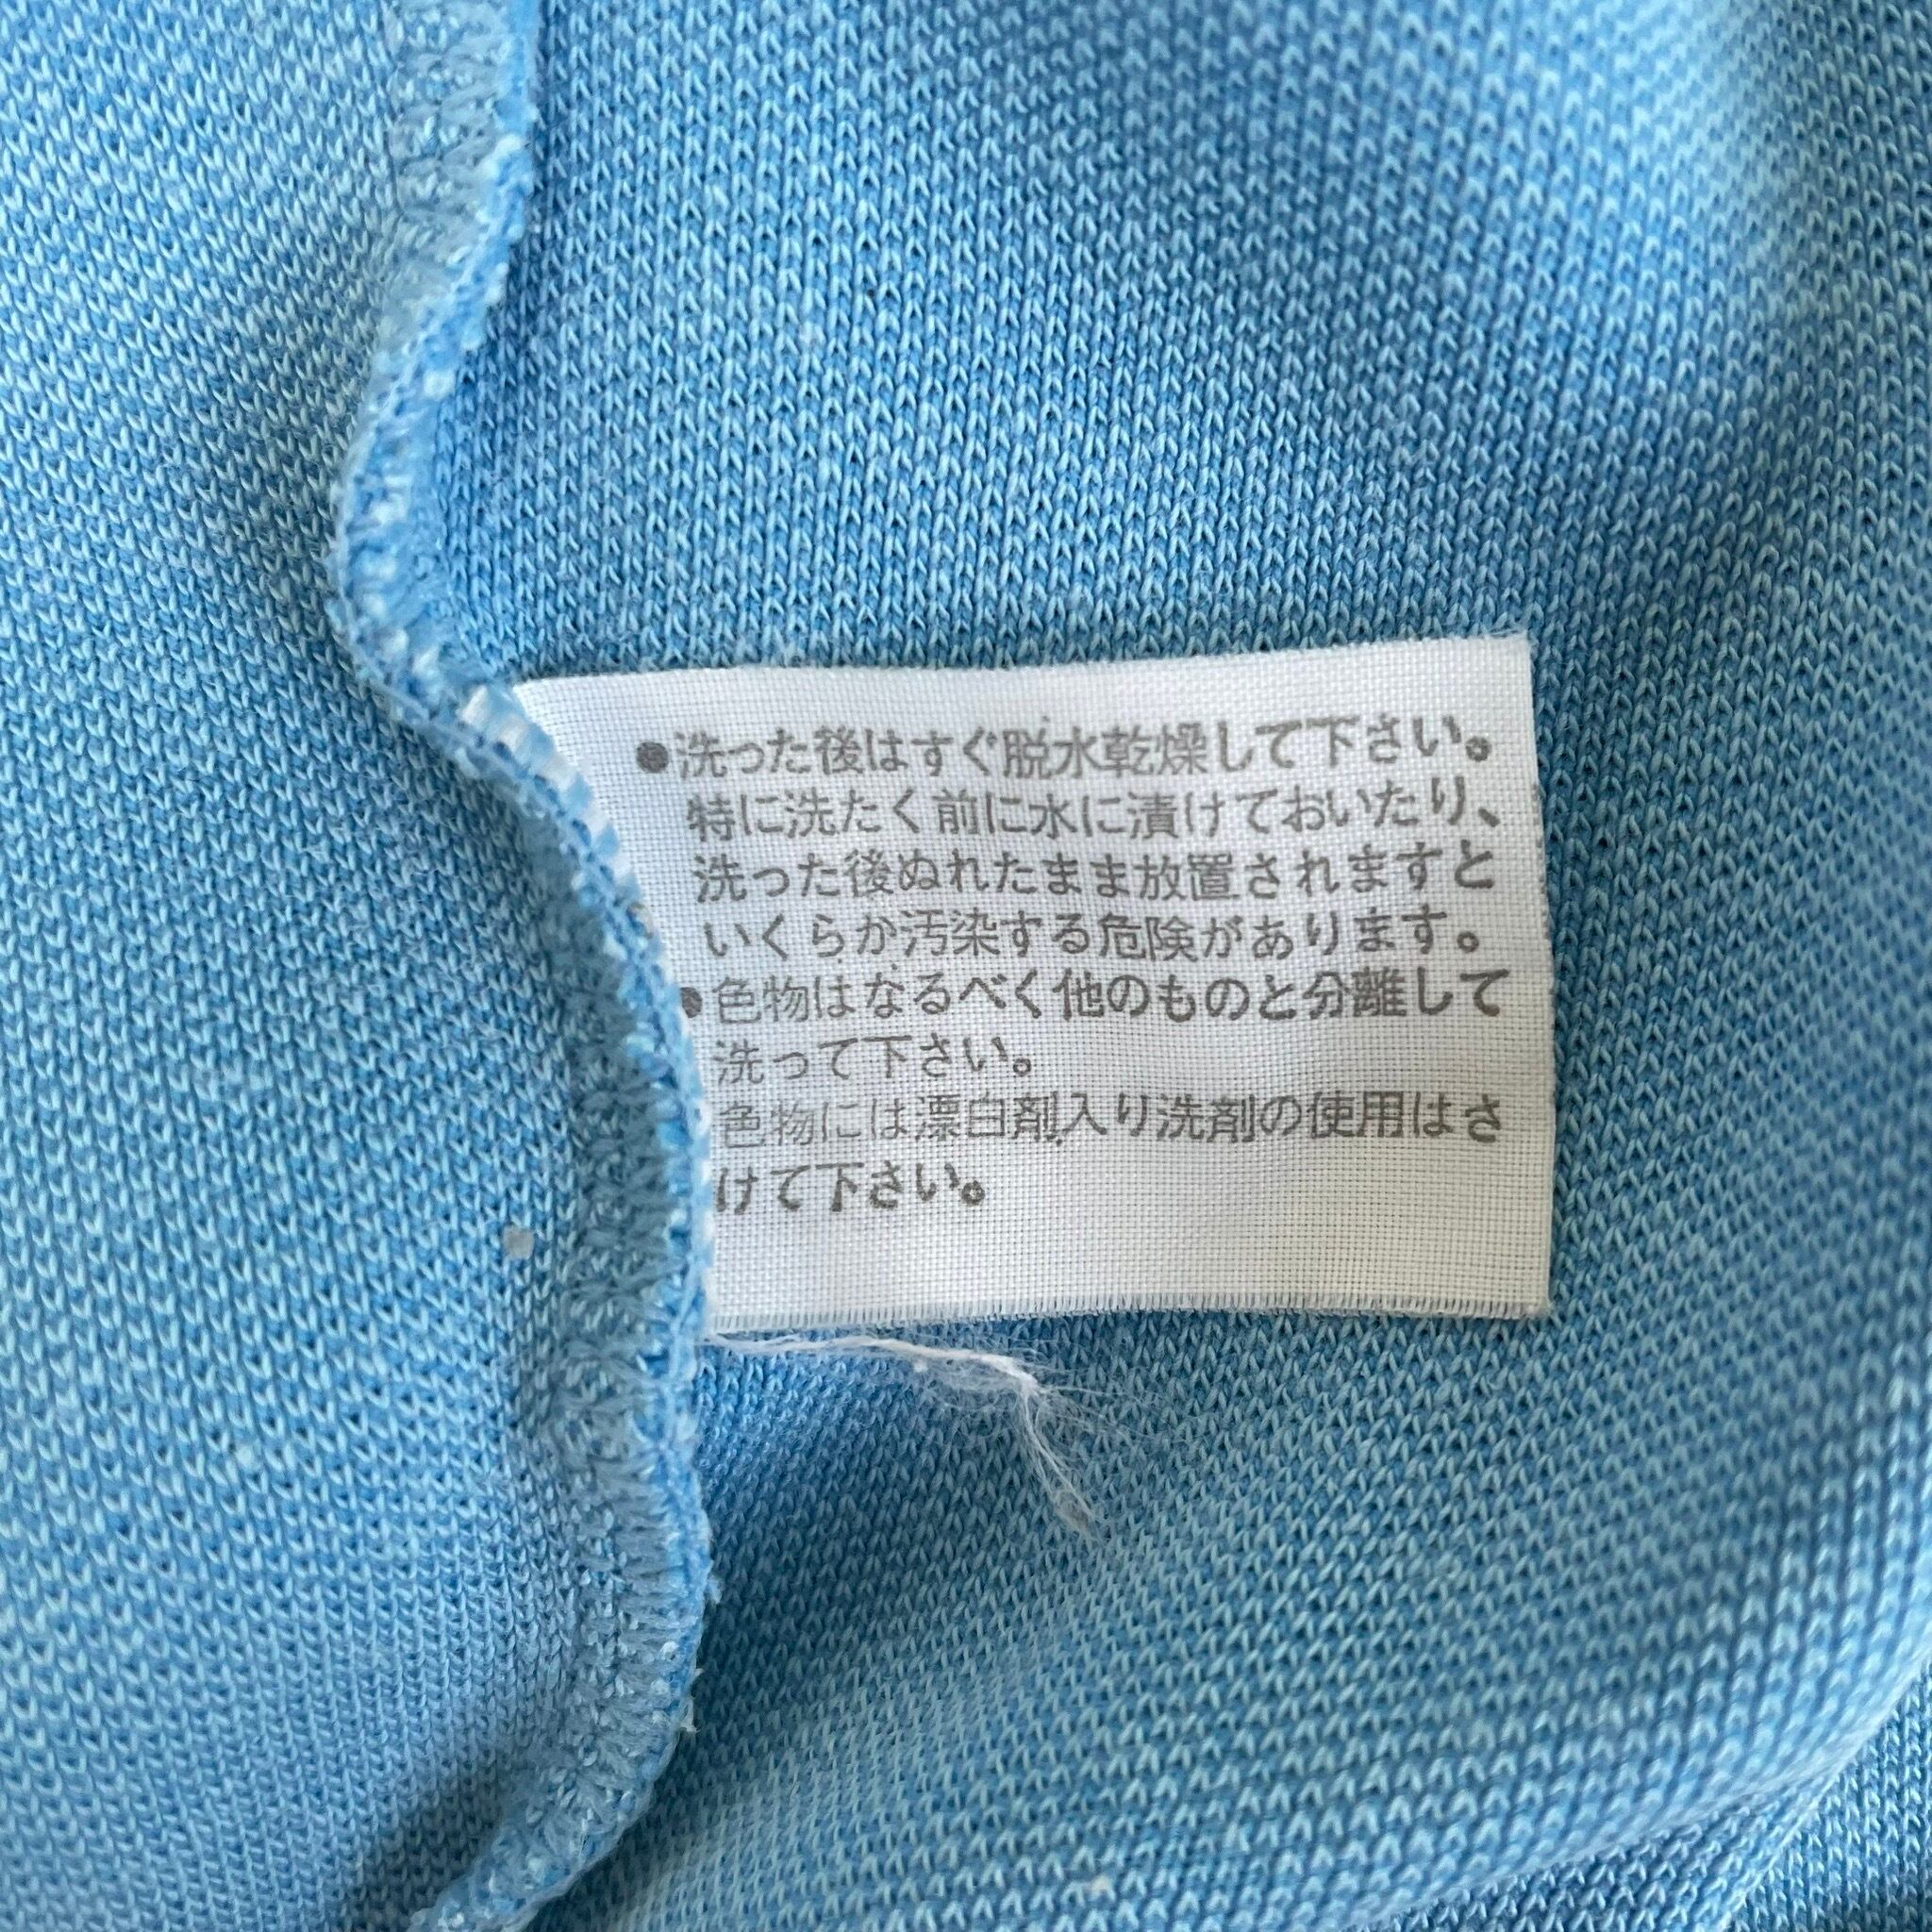 ●洗った後はすぐ脱水乾燥して下さい。
特に洗たく前に水に漬けておいたり、
洗った後ぬれたまま放置されますと
いくらか汚染する危険があります。
●色物はなるべく他のものと分離して
洗って下さい。
色物には漂白剤入り洗剤の使用はさ
けて下さい。